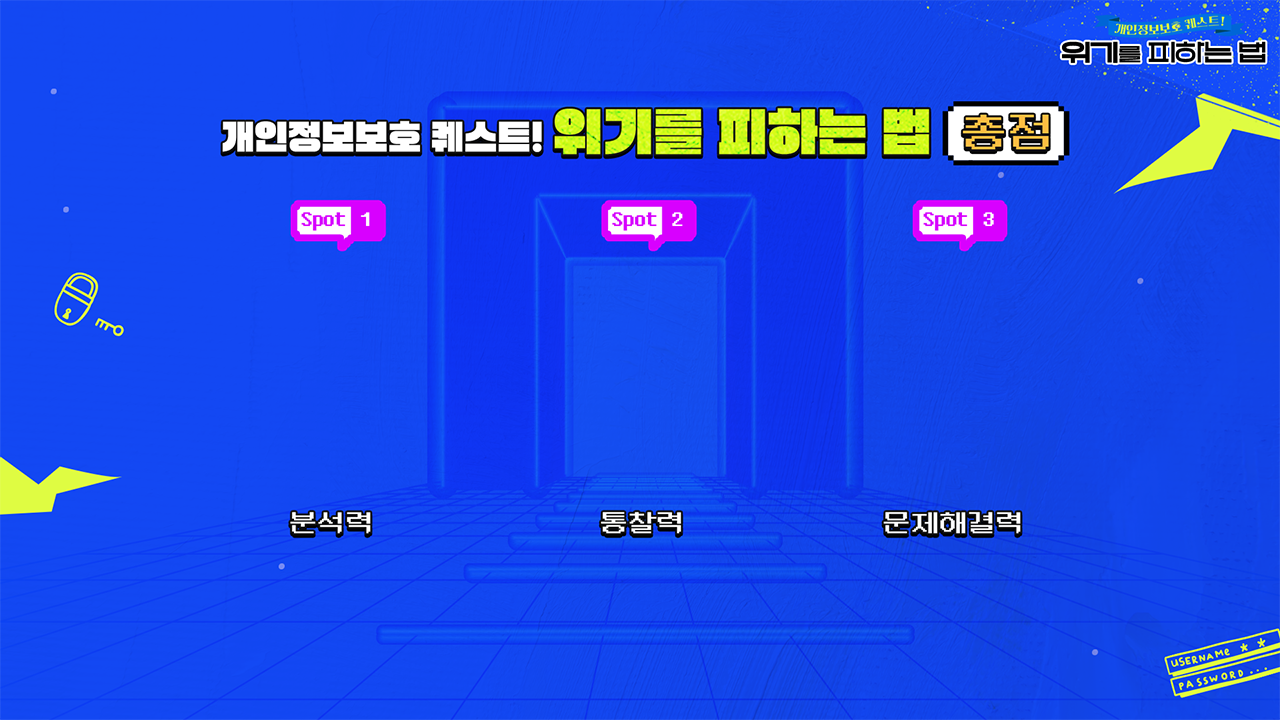 개인정보보호 퀘스트!
위기를 피하는 법
개인정보보호 퀘스트! 위기를 피하는 법 총점
Spot 1
Spot 2
Spot 3
분석력
통찰력
문제해결력
USERNAME * *
PASSWORD...